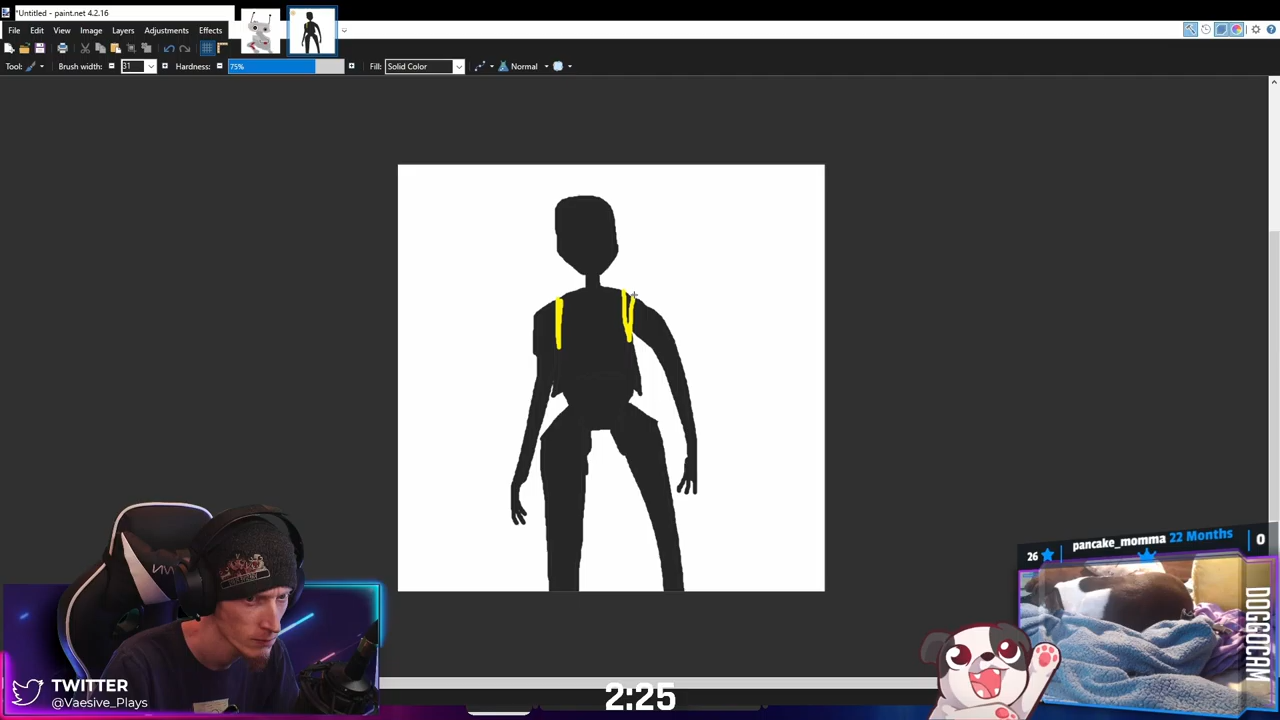 *Untitled - paint.net 4.2.16
File Edit View Image Layers Adjustments Effects
Tool: Brush width: 31 Hardness: 75% Fill: Solid Color Normal
pancake_momma 22 Months
26 0
DOGGOCAM
TWITTER
@Vaesive_Plays
2:25